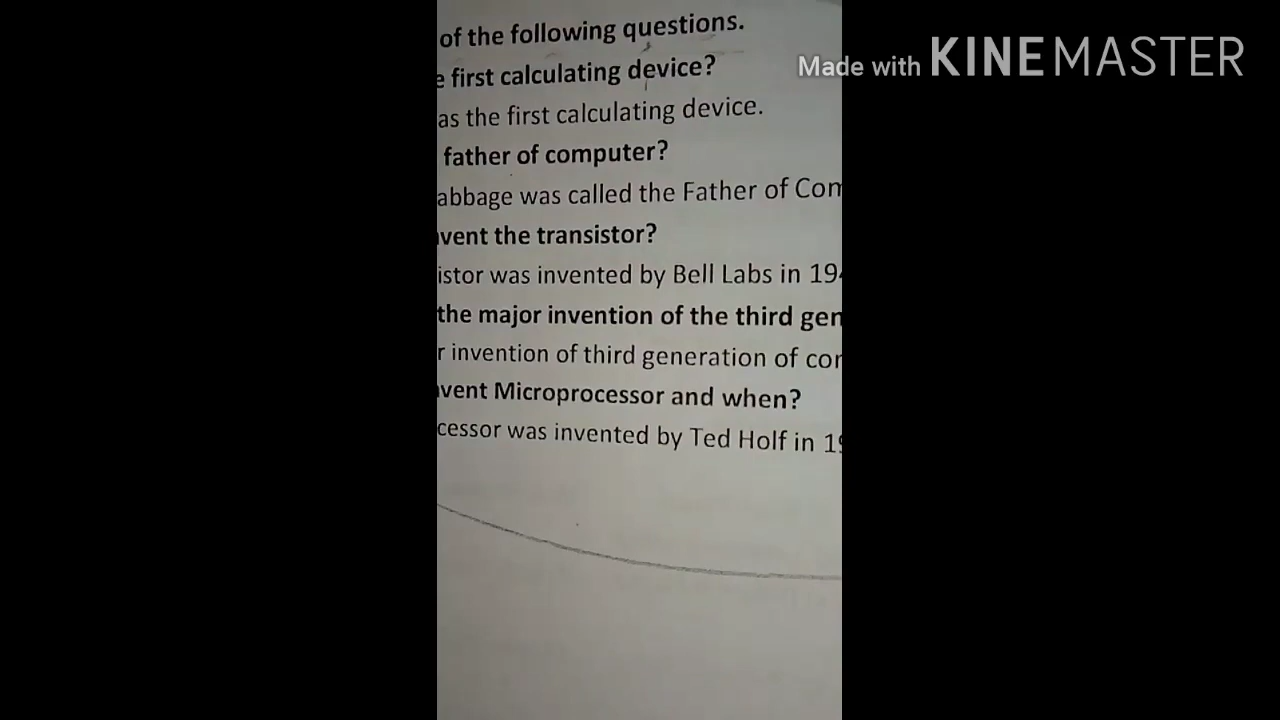 of the following questions.
Made with KINEMASTER
first calculating device?
as the first calculating device.
father of computer?
abbage was called the Father of Com
vent the transistor?
istor was invented by Bell Labs in 19
the major invention of the third gen
r invention of third generation of cor
vent Microprocessor and when?
cessor was invented by Ted Holf in 19